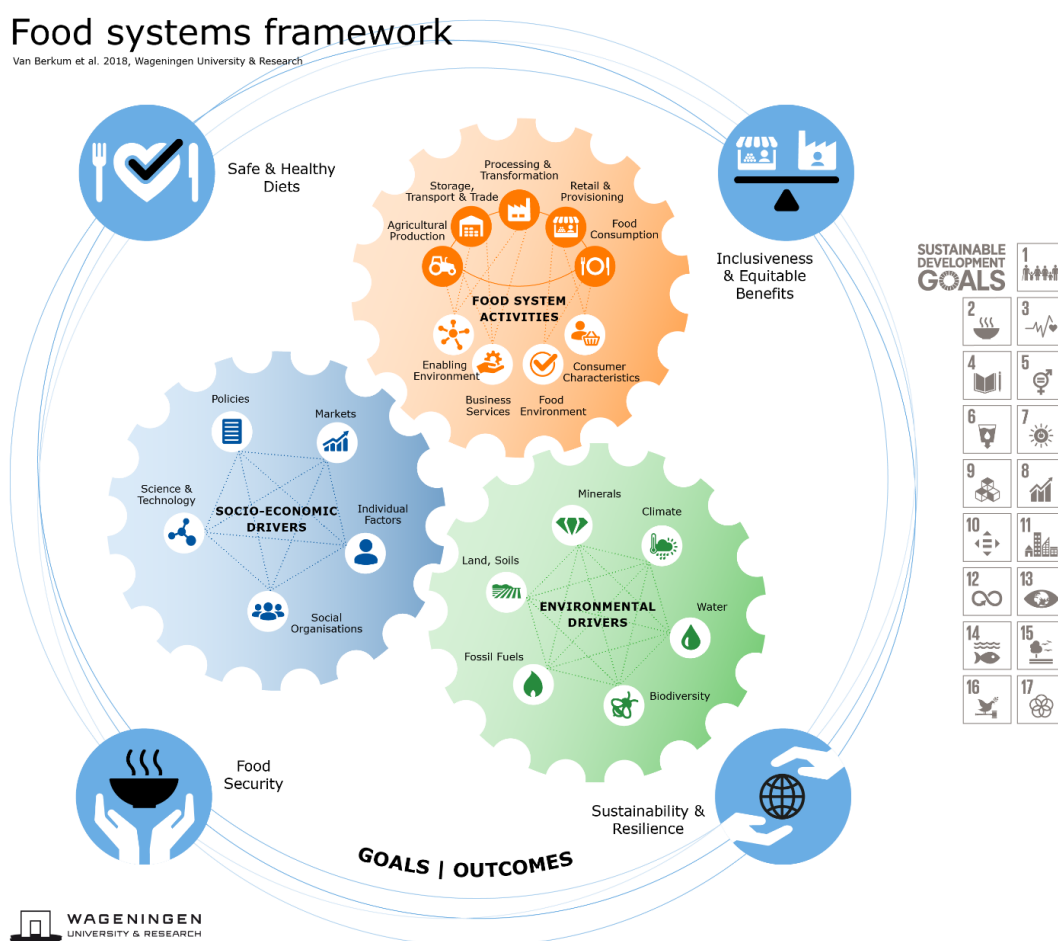 Food systems framework
Van Berkum et al. 2018, Wageningen University & Research
Safe & Healthy
Diets
Inclusiveness
& Equitable
Benefits
Processing &
Transformation
Storage,
Transport & Trade
Retail &
Provisioning
Agricultural
Production
Food
Consumption
FOOD SYSTEM
ACTIVITIES
Enabling
Environment
Business
Services
Food
Environment
Consumer
Characteristics
Policies
Markets
Science &
Technology
SOCIO-ECONOMIC
DRIVERS
Individual
Factors
Social
Organisations
Minerals
Climate
Land, Soils
ENVIRONMENTAL
DRIVERS
Water
Fossil Fuels
Biodiversity
Food
Security
Sustainability &
Resilience
GOALS | OUTCOMES
SUSTAINABLE
DEVELOPMENT
GOALS
1
2
3
4
5
6
7
9
8
10
11
12
13
14
15
16
17
WAGENINGEN
UNIVERSITY & RESEARCH